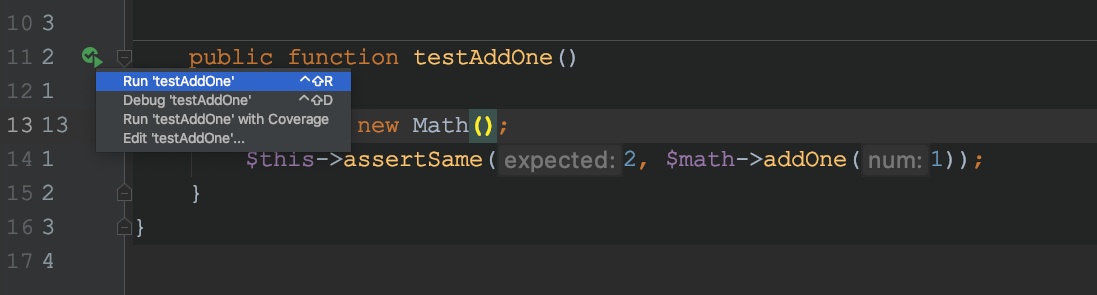 10 3
11 2 public function testAddOne()
Run 'testAddOne' ⌃⇧R
12 1
Debug 'testAddOne' ⌃⇧D
Run 'testAddOne' with Coverage
13 13 new Math();
Edit 'testAddOne'...
14 1 $this->assertSame( expected: 2, $math->addOne( num: 1));
15 2 }
16 3 }
17 4